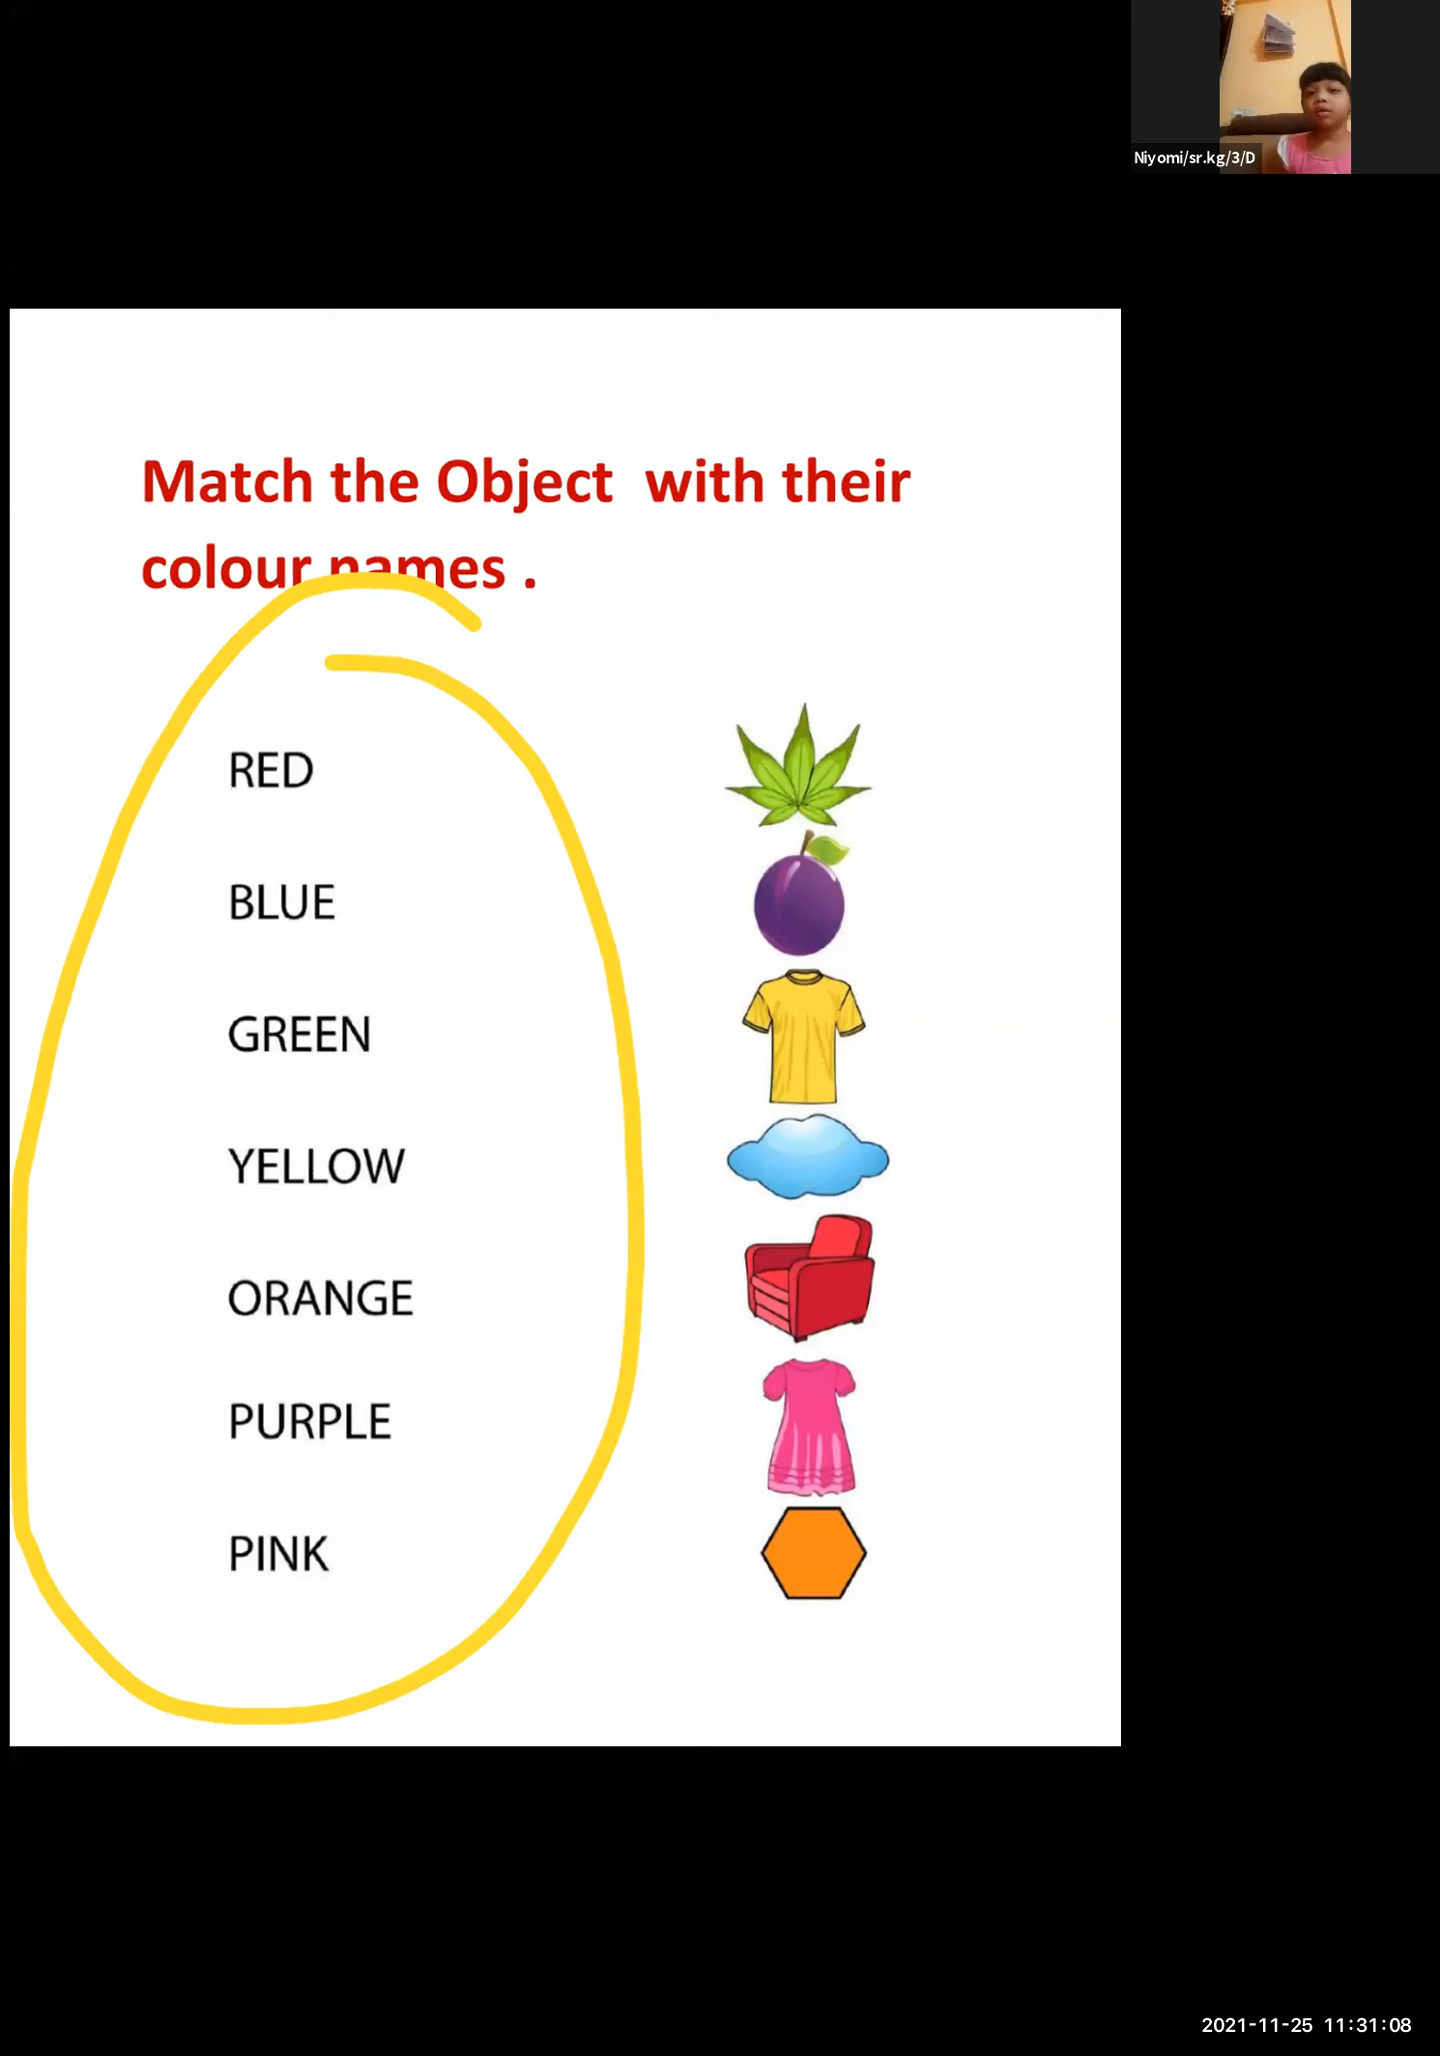 Niyomi/sr.kg/3/D
Match the Object with their
colour names .
RED
BLUE
GREEN
YELLOW
ORANGE
PURPLE
PINK
2021-11-25 11:31:08